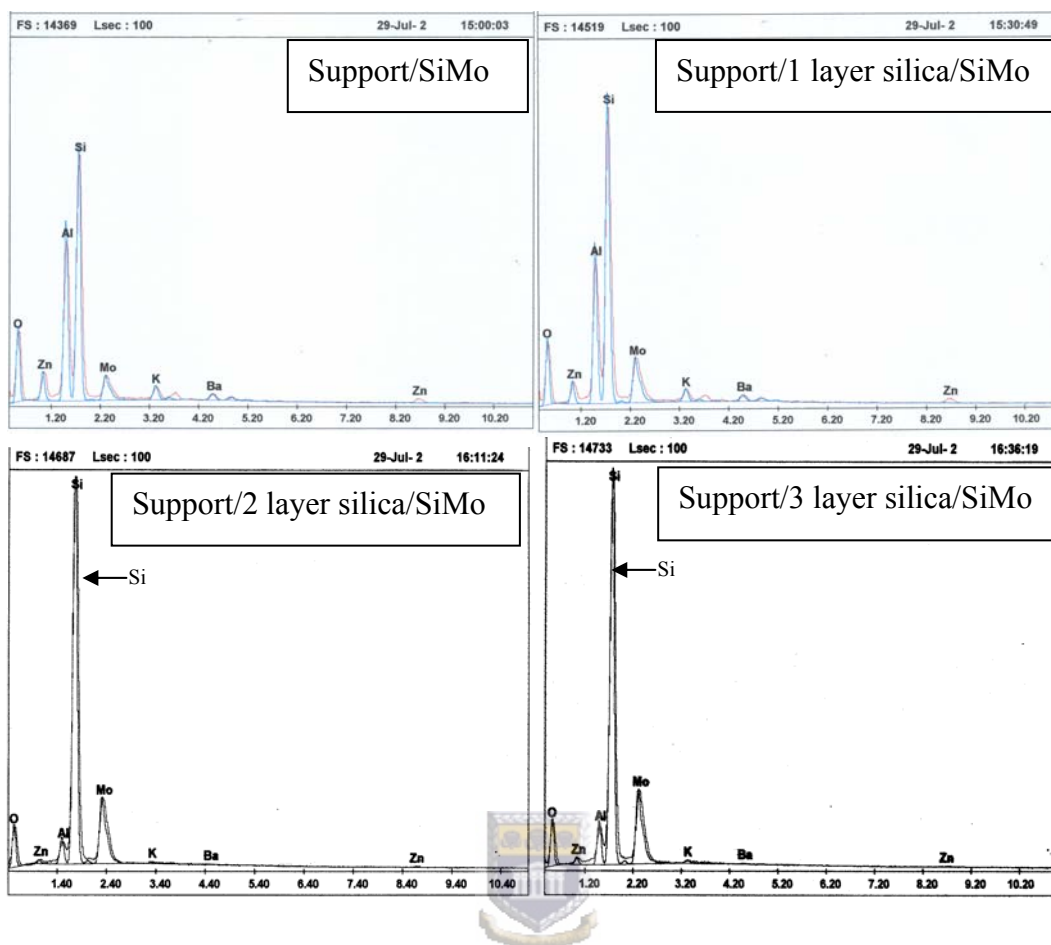 FS : 14369 Lsec : 100 29-Jul- 2 15:00:03
Support/SiMo
Si
Al
O
Zn
Mo
K
Ba
Zn
1.20 2.20 3.20 4.20 5.20 6.20 7.20 8.20 9.20 10.20
FS : 14519 Lsec : 100 29-Jul- 2 15:30:49
Support/1 layer silica/SiMo
Si
Al
O
Mo
Zn
K
Ba
Zn
1.20 2.20 3.20 4.20 5.20 6.20 7.20 8.20 9.20 10.20
FS : 14687 Lsec : 100 29-Jul- 2 16:11:24
Si
Support/2 layer silica/SiMo
Si
Mo
O
Al
Zn
K
Ba
Zn
1.40 2.40 3.40 4.40 5.40 6.40 7.40 8.40 9.40 10.40
FS : 14733 Lsec : 100 29-Jul- 2 16:36:19
Si
Support/3 layer silica/SiMo
Si
Mo
O
Al
Zn
K
Ba
Zn
1.20 2.20 3.20 4.20 5.20 6.20 7.20 8.20 9.20 10.20